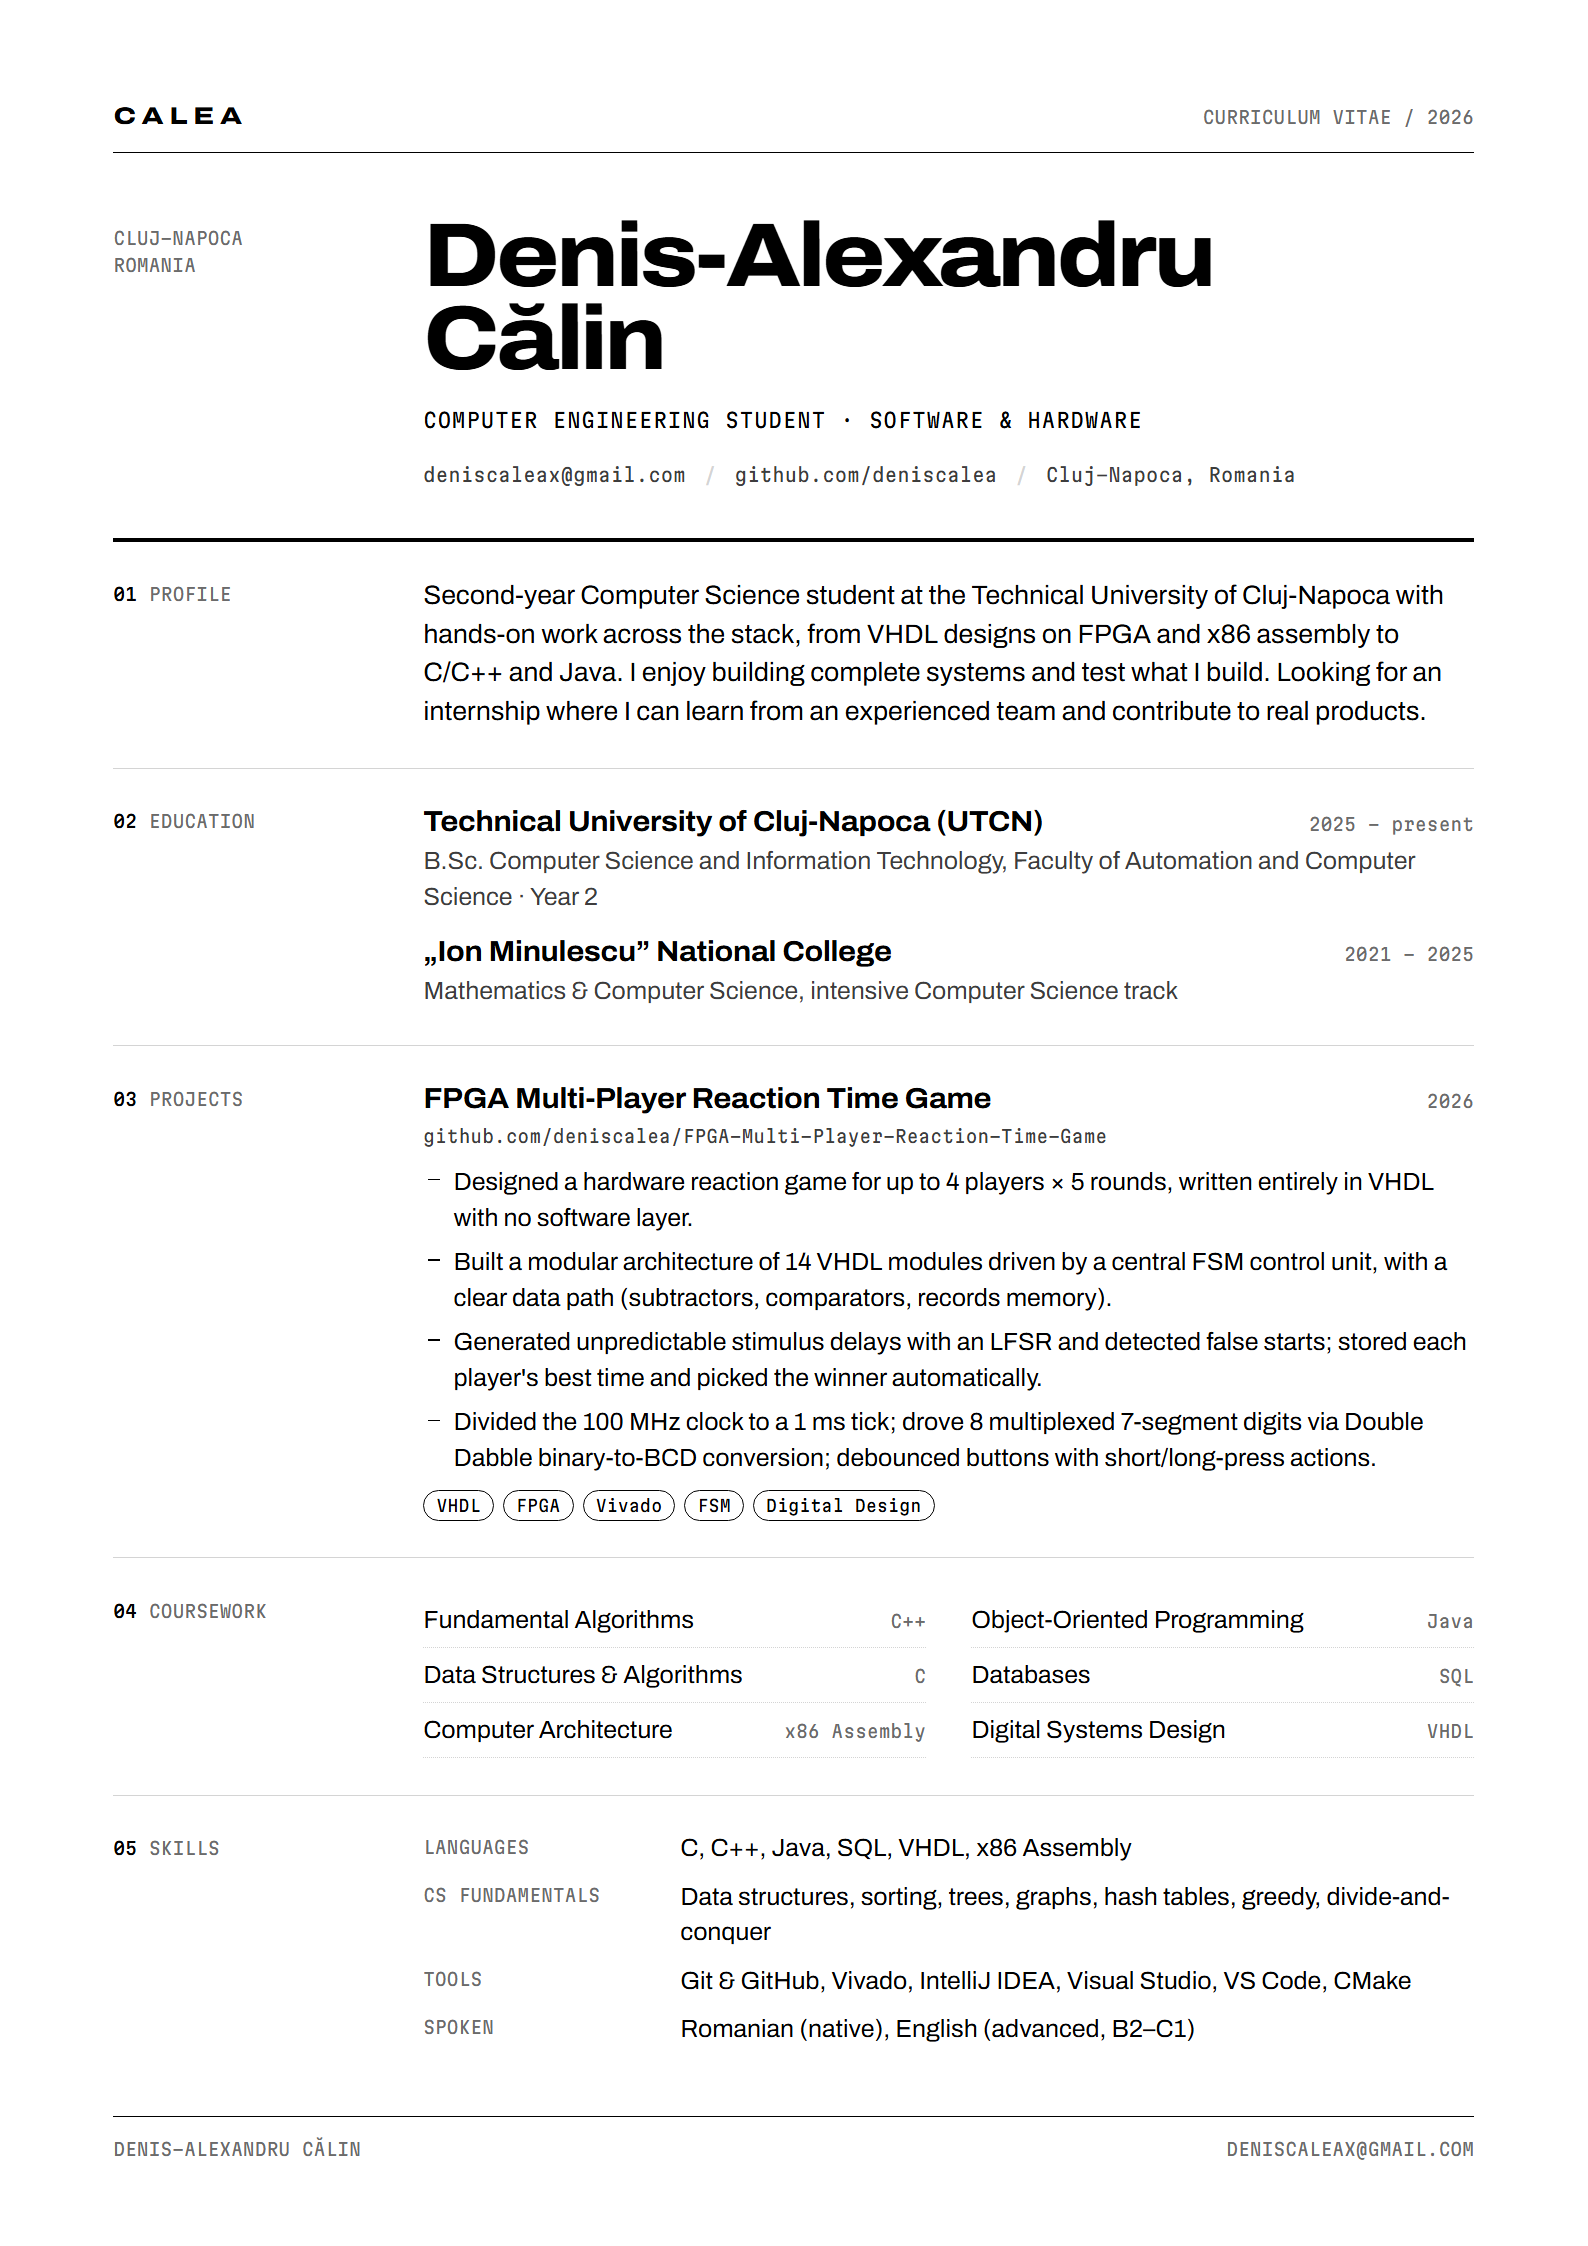 CALEA
CURRICULUM VITAE / 2026
CLUJ-NAPOCA
ROMANIA
Denis-Alexandru
Călin
COMPUTER ENGINEERING STUDENT · SOFTWARE & HARDWARE
deniscaleax@gmail.com / github.com/deniscalea / Cluj-Napoca, Romania
01 PROFILE
Second-year Computer Science student at the Technical University of Cluj-Napoca with
hands-on work across the stack, from VHDL designs on FPGA and x86 assembly to
C/C++ and Java. I enjoy building complete systems and test what I build. Looking for an
internship where I can learn from an experienced team and contribute to real products.
02 EDUCATION
Technical University of Cluj-Napoca (UTCN) 2025 – present
B.Sc. Computer Science and Information Technology, Faculty of Automation and Computer
Science · Year 2
„Ion Minulescu” National College 2021 – 2025
Mathematics & Computer Science, intensive Computer Science track
03 PROJECTS
FPGA Multi-Player Reaction Time Game 2026
github.com/deniscalea/FPGA-Multi-Player-Reaction-Time-Game
– Designed a hardware reaction game for up to 4 players × 5 rounds, written entirely in VHDL
with no software layer.
– Built a modular architecture of 14 VHDL modules driven by a central FSM control unit, with a
clear data path (subtractors, comparators, records memory).
– Generated unpredictable stimulus delays with an LFSR and detected false starts; stored each
player's best time and picked the winner automatically.
– Divided the 100 MHz clock to a 1 ms tick; drove 8 multiplexed 7-segment digits via Double
Dabble binary-to-BCD conversion; debounced buttons with short/long-press actions.
VHDL FPGA Vivado FSM Digital Design
04 COURSEWORK
Fundamental Algorithms C++ Object-Oriented Programming Java
Data Structures & Algorithms C Databases SQL
Computer Architecture x86 Assembly Digital Systems Design VHDL
05 SKILLS
LANGUAGES C, C++, Java, SQL, VHDL, x86 Assembly
CS FUNDAMENTALS Data structures, sorting, trees, graphs, hash tables, greedy, divide-and-
conquer
TOOLS Git & GitHub, Vivado, IntelliJ IDEA, Visual Studio, VS Code, CMake
SPOKEN Romanian (native), English (advanced, B2–C1)
DENIS-ALEXANDRU CĂLIN
DENISCALEAX@GMAIL.COM